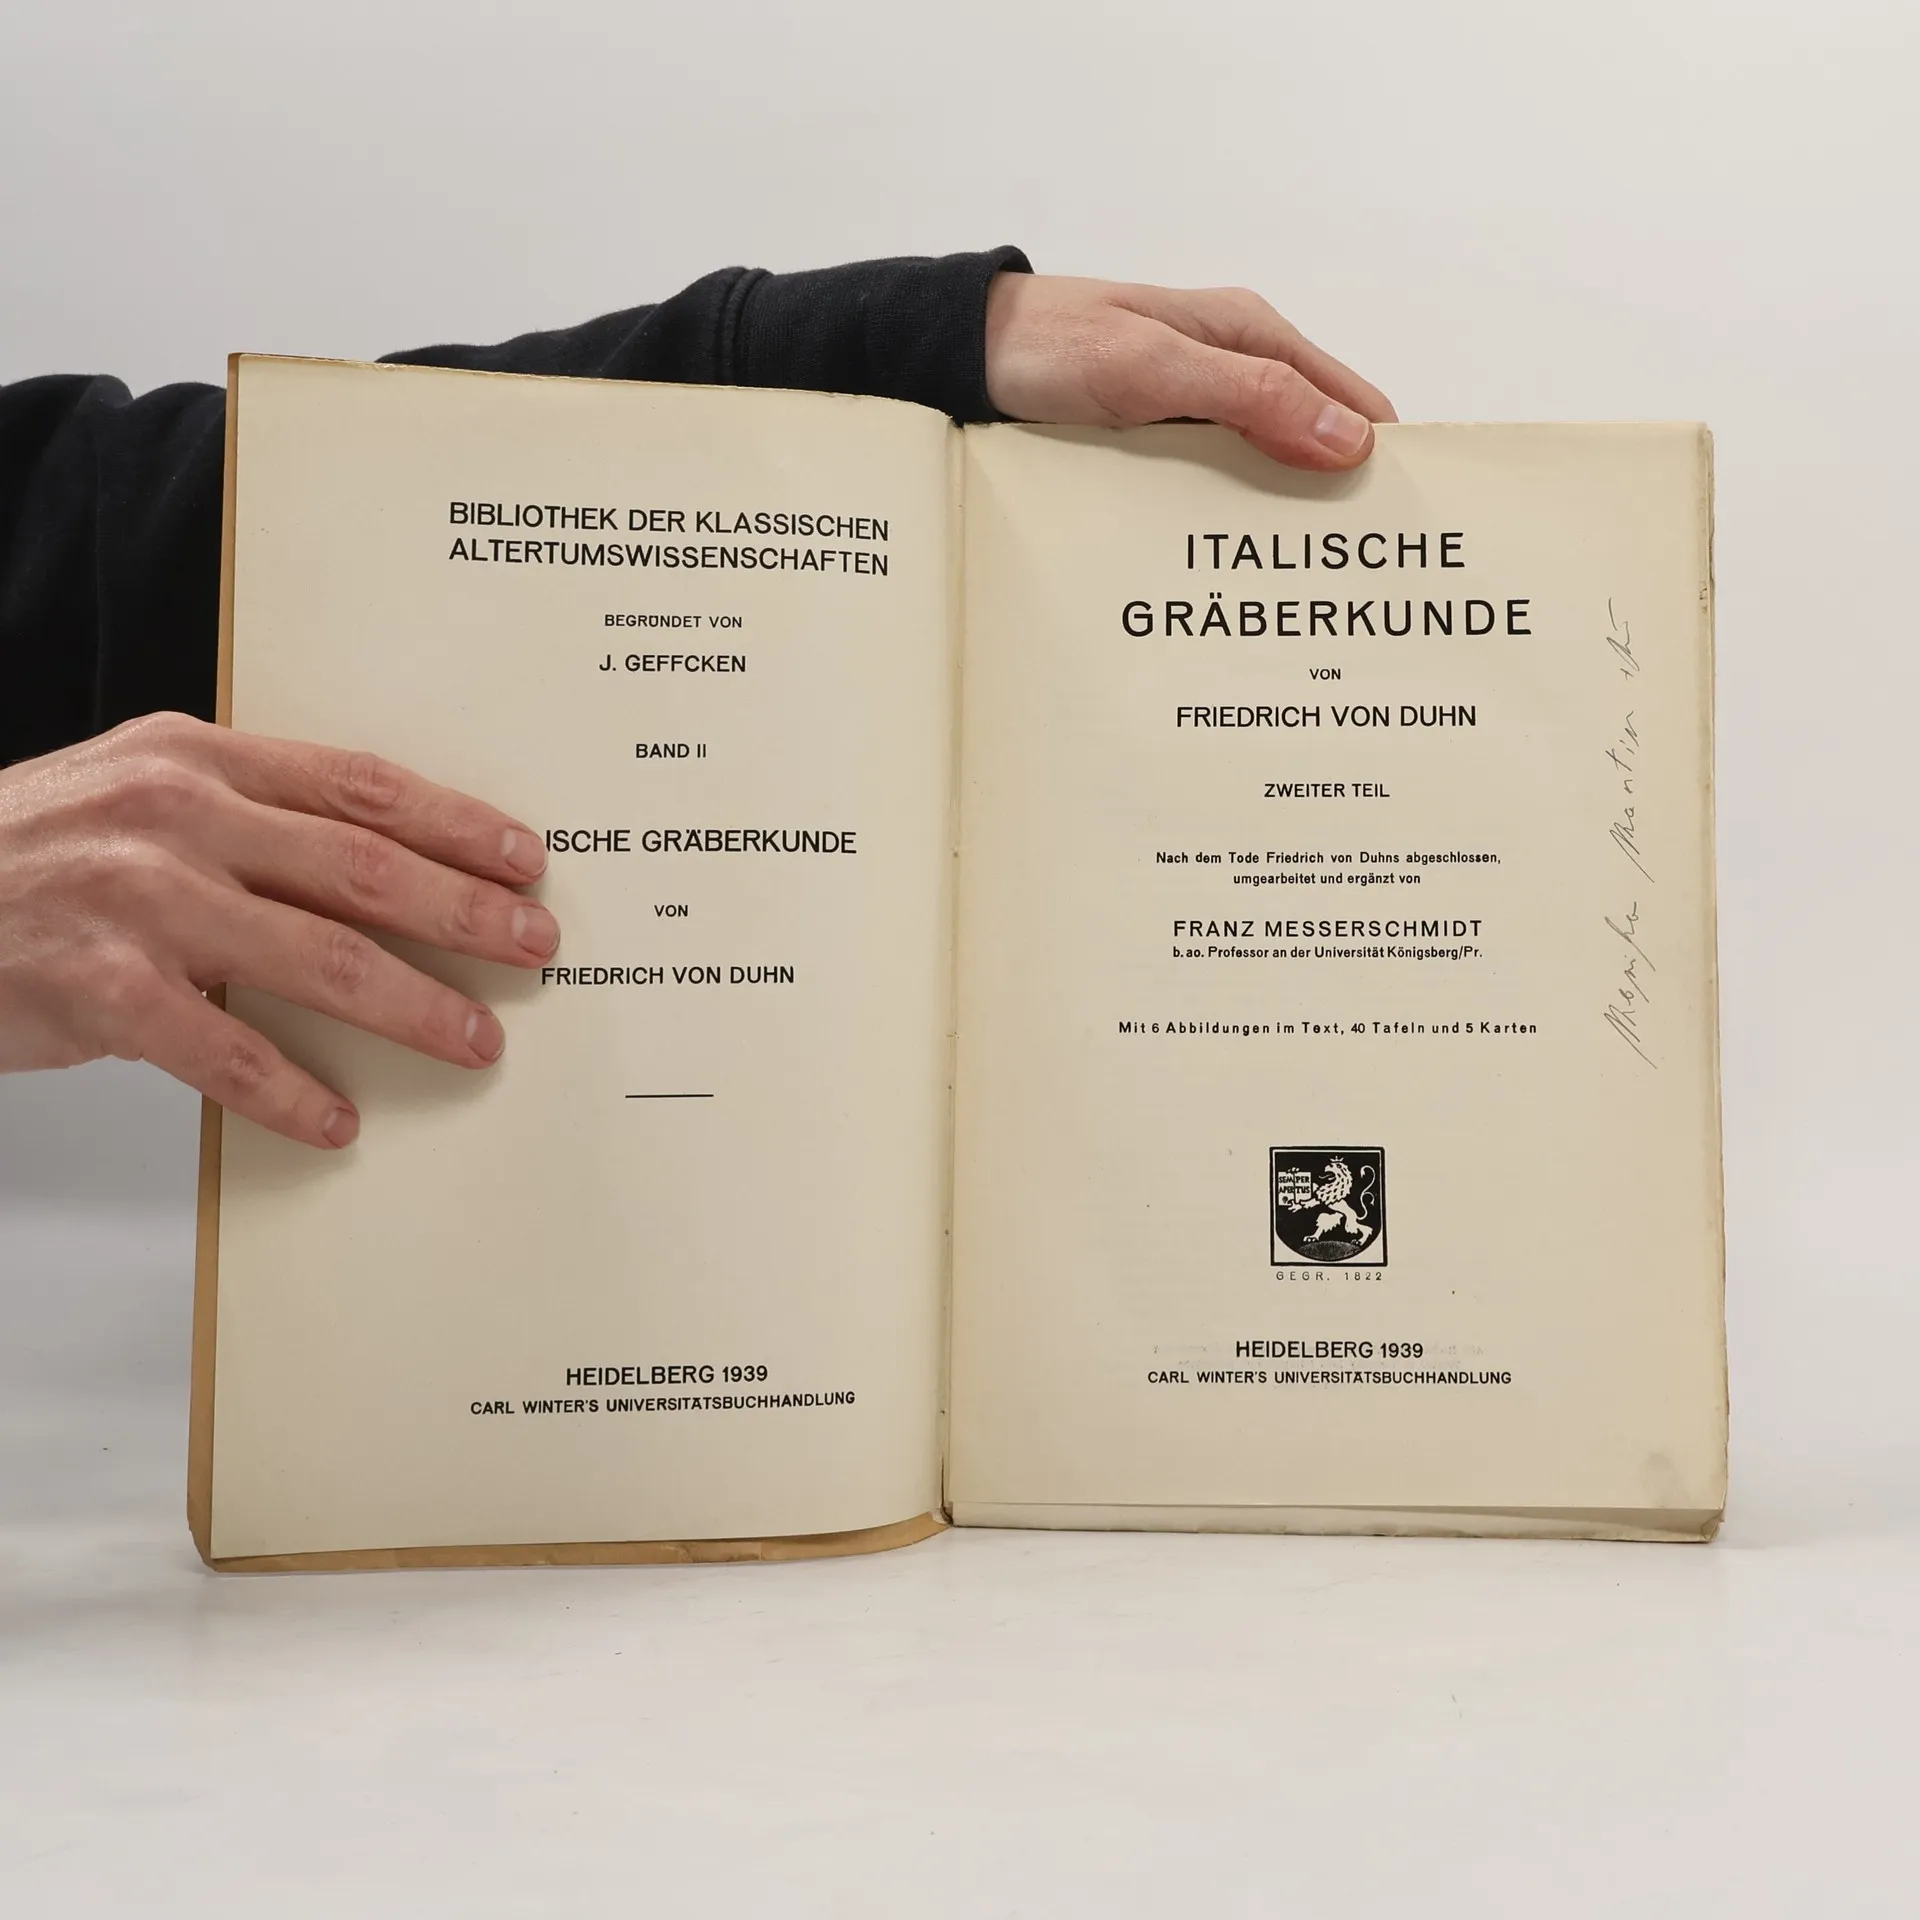 BIBLIOTHEK DER KLASSISCHEN
ALTERTUMSWISSENSCHAFTEN
BEGRÜNDET VON
J. GEFFCKEN
BAND II
ISCHE GRÄBERKUNDE
VON
FRIEDRICH VON DUHN
HEIDELBERG 1939
CARL WINTER'S UNIVERSITÄTSBUCHHANDLUNG
ITALISCHE
GRÄBERKUNDE
VON
FRIEDRICH VON DUHN
ZWEITER TEIL
Nach dem Tode Friedrich von Duhns abgeschlossen,
umgearbeitet und ergänzt von
FRANZ MESSERSCHMIDT
b. ao. Professor an der Universität Königsberg/Pr.
Mit 6 Abbildungen im Text, 40 Tafeln und 5 Karten
SEMPER
APERTUS
GEGR. 1822
HEIDELBERG 1939
CARL WINTER'S UNIVERSITÄTSBUCHHANDLUNG
Martin